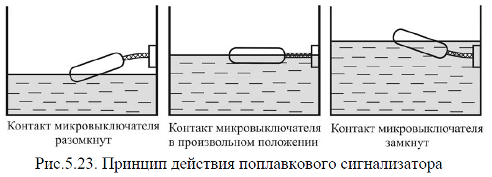 Контакт микровыключателя
разомкнут
Контакт микровыключателя
в произвольном положении
Контакт микровыключателя
замкнут
Рис.5.23. Принцип действия поплавкового сигнализатора